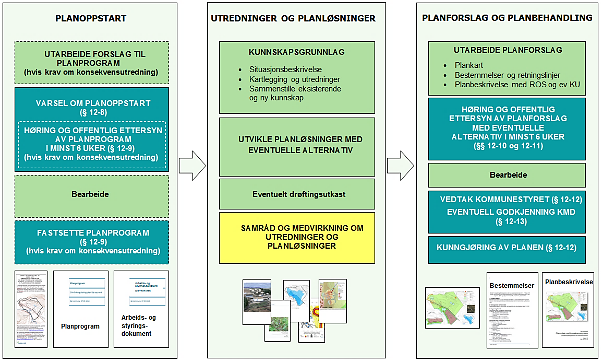 PLANOPPSTART
UTARBEIDE FORSLAG TIL
PLANPROGRAM
(hvis krav om konsekvensutredning)
VARSEL OM PLANOPPSTART
(§ 12-8)
HØRING OG OFFENTLIG ETTERSYN
AV PLANPROGRAM
I MINST 6 UKER (§ 12-9)
(hvis krav om konsekvensutredning)
Bearbeide
FASTSETTE PLANPROGRAM
(§ 12-9)
(hvis krav om konsekvensutredning)
Planprogram
Arbeids- og
styrings-
dokument
UTREDNINGER OG PLANLØSNINGER
KUNNSKAPSGRUNNLAG
• Situasjonsbeskrivelse
• Kartlegging og utredninger
• Sammenstille eksisterende
og ny kunnskap
UTVIKLE PLANLØSNINGER MED
EVENTUELLE ALTERNATIV
Eventuelt drøftingsutkast
SAMRÅD OG MEDVIRKNING OM
UTREDNINGER OG
PLANLØSNINGER
PLANFORSLAG OG PLANBEHANDLING
UTARBEIDE PLANFORSLAG
• Plankart
• Bestemmelser og retningslinjer
• Planbeskrivelse med ROS og ev KU
HØRING OG OFFENTLIG
ETTERSYN AV PLANFORSLAG
MED EVENTUELLE
ALTERNATIV I MINST 6 UKER
(§§ 12-10 og 12-11)
Bearbeide
VEDTAK KOMMUNESTYRET (§ 12-12)
EVENTUELL GODKJENNING KMD
(§ 12-13)
KUNNGJØRING AV PLANEN (§ 12-12)
Bestemmelser
Planbeskrivelse